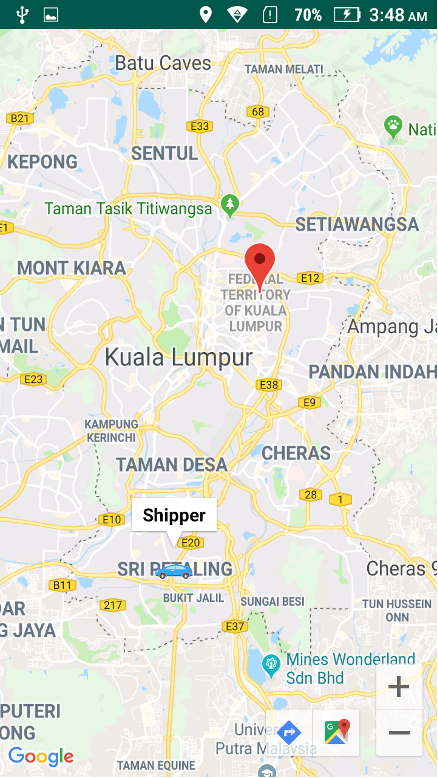 70% 3:48 AM
Batu Caves
TAMAN MELATI
68
B21
E33
Nati
KEPONG
SENTUL
Taman Tasik Titiwangsa
E1
SETIAWANGSA
MONT KIARA
E12
FEDERAL
TERRITORY
OF KUALA
LUMPUR
N TUN
MAIL
Ampang Ja
Kuala Lumpur
E23
E38
PANDAN INDAH
E9
KAMPUNG
KERINCHI
TAMAN DESA
CHERAS
28
1
E10
Shipper
E20
SRI PETALING
Cheras 9
B11
BUKIT JALIL
217
SUNGAI BESI
TUN HUSSEIN
ONN
DAR
G JAYA
E37
Mines Wonderland
Sdn Bhd
+
PUTERI
G
Univer
Putra Malaysia
−
Google
TAMAN EQUINE